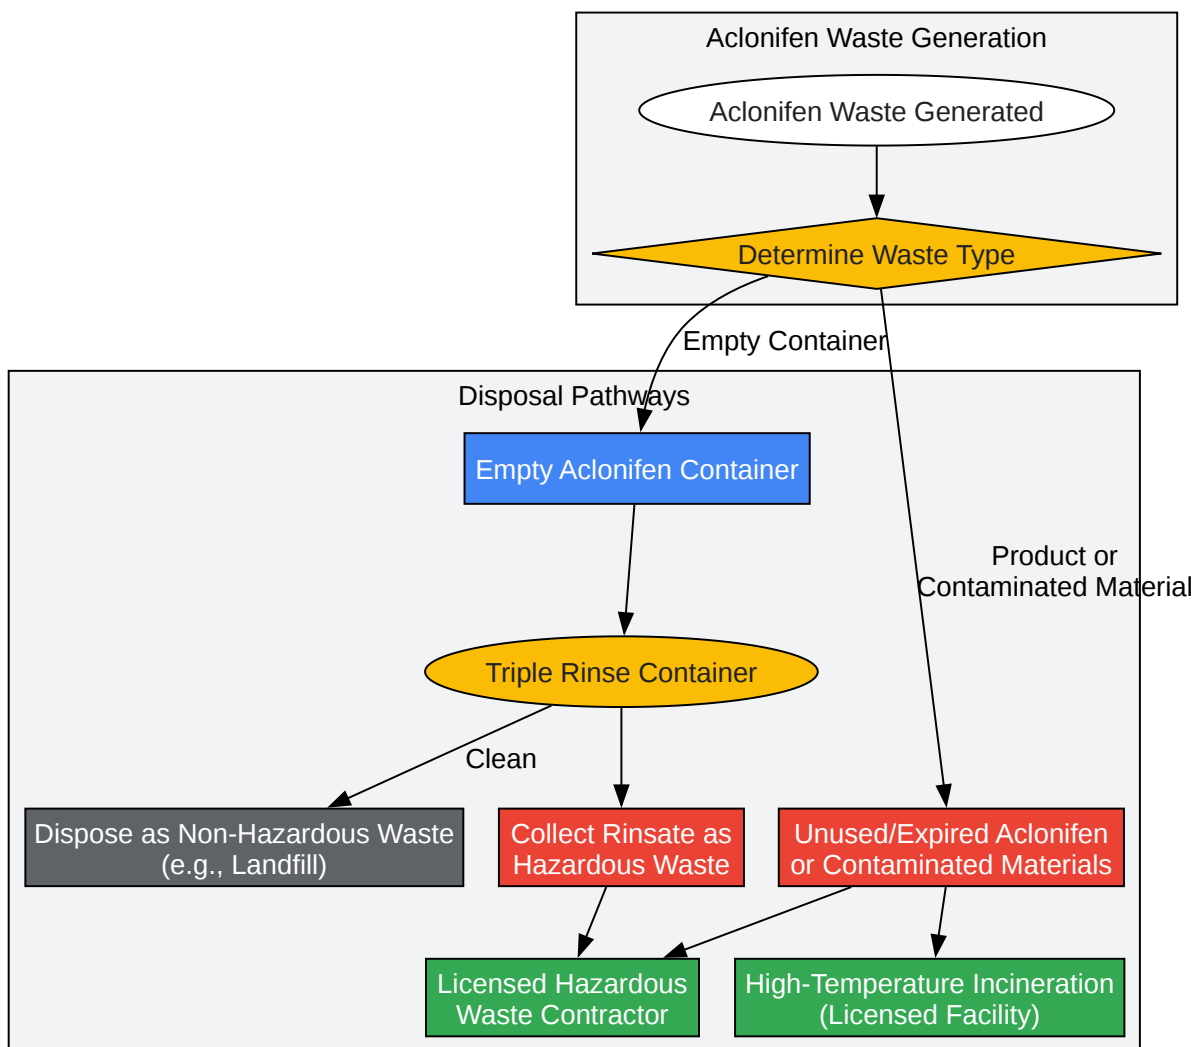 Aclonifen Waste Generation
Aclonifen Waste Generated
Determine Waste Type
Empty Container
Disposal Pathways
Empty Aclonifen Container
Product or
Contaminated Material
Triple Rinse Container
Clean
Dispose as Non-Hazardous Waste
(e.g., Landfill)
Collect Rinsate as
Hazardous Waste
Unused/Expired Aclonifen
or Contaminated Materials
Licensed Hazardous
Waste Contractor
High-Temperature Incineration
(Licensed Facility)